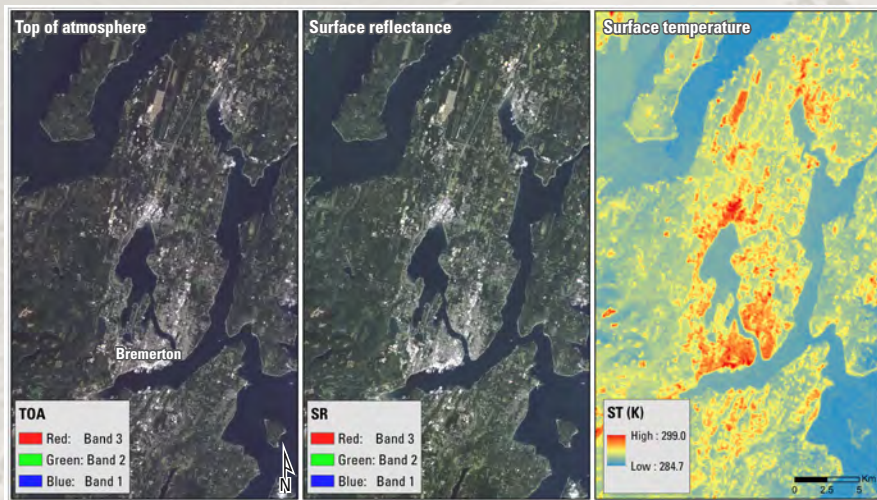 Top of atmosphere
Bremerton
TOA
Red: Band 3
Green: Band 2
Blue: Band 1
N
Surface reflectance
SR
Red: Band 3
Green: Band 2
Blue: Band 1
Surface temperature
ST (K)
High : 299.0
Low : 284.7
Km
0 2.5 5